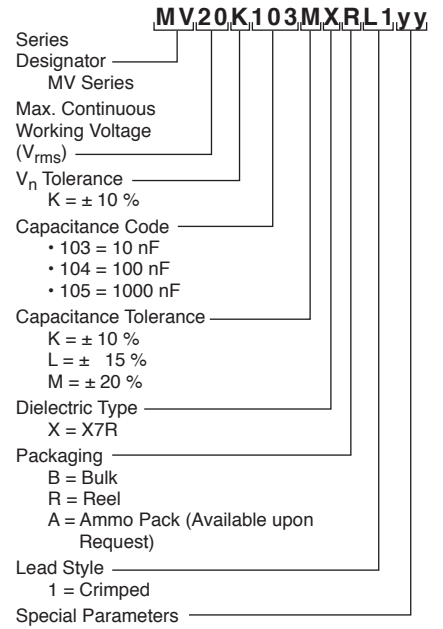 MV20K103MXRL1yy
Series
Designator
MV Series
Max. Continuous
Working Voltage
(Vrms)
Vn Tolerance
K = ± 10 %
Capacitance Code
• 103 = 10 nF
• 104 = 100 nF
• 105 = 1000 nF
Capacitance Tolerance
K = ± 10 %
L = ± 15 %
M = ± 20 %
Dielectric Type
X = X7R
Packaging
B = Bulk
R = Reel
A = Ammo Pack (Available upon
Request)
Lead Style
1 = Crimped
Special Parameters